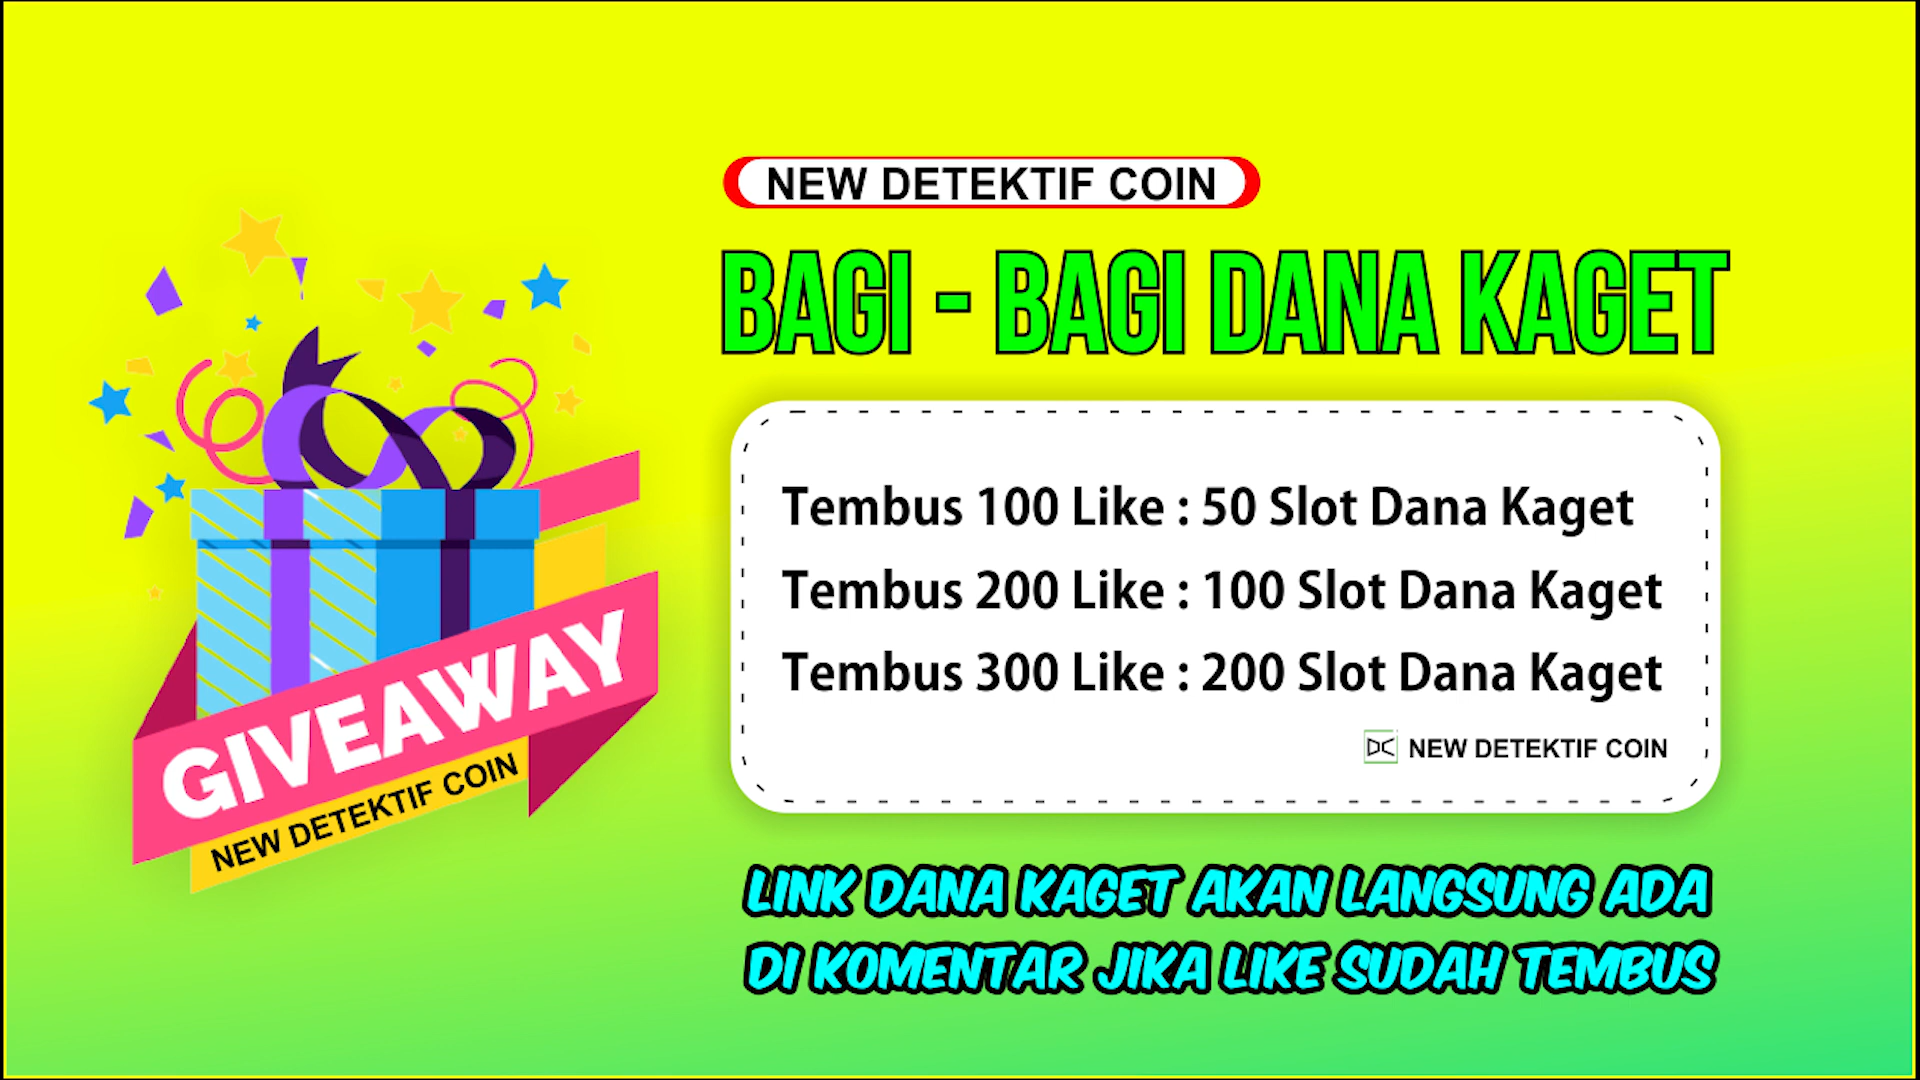 NEW DETEKTIF COIN
BAGI - BAGI DANA KAGET
Tembus 100 Like : 50 Slot Dana Kaget
Tembus 200 Like : 100 Slot Dana Kaget
Tembus 300 Like : 200 Slot Dana Kaget
DC NEW DETEKTIF COIN
GIVEAWAY
NEW DETEKTIF COIN
LINK DANA KAGET AKAN LANGSUNG ADA
DI KOMENTAR JIKA LIKE SUDAH TEMBUS